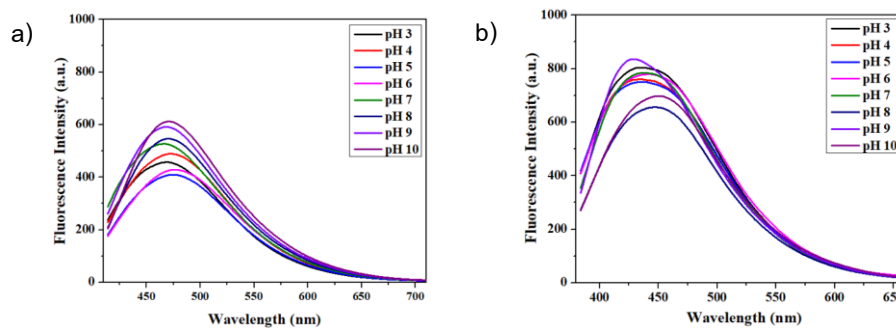 a)
1000
800
600
400
200
0
450
500
550
600
650
700
Fluorescence Intensity (a.u.)
Wavelength (nm)
pH 3
pH 4
pH 5
pH 6
pH 7
pH 8
pH 9
pH 10
b)
1000
800
600
400
200
0
400
450
500
550
600
650
Fluorescence Intensity (a.u.)
Wavelength (nm)
pH 3
pH 4
pH 5
pH 6
pH 7
pH 8
pH 9
pH 10